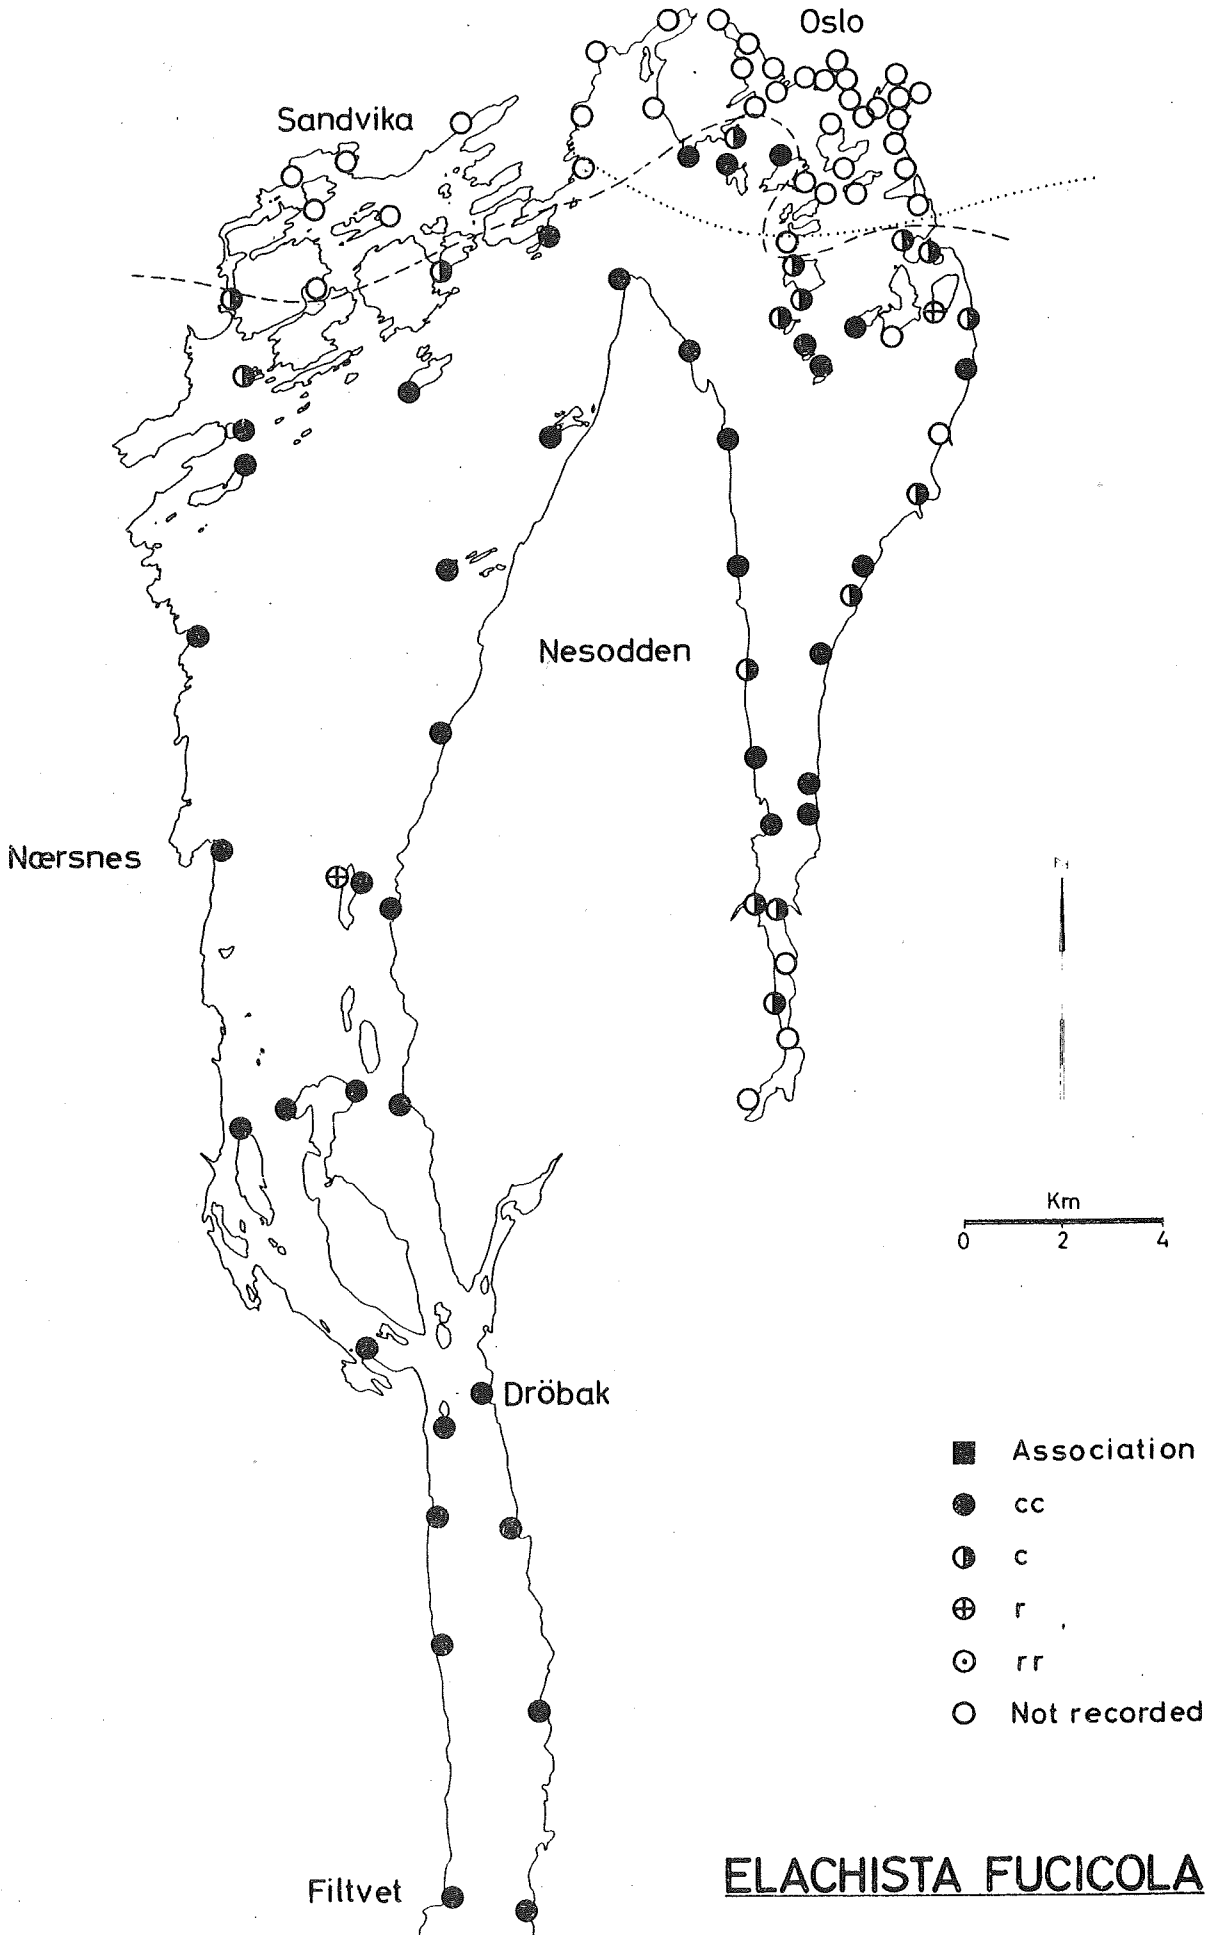 Oslo
Sandvika
Nesodden
Nærsnes
Km
0 2 4
Dröbak
Association
cc
c
r
rr
Not recorded
Filtvet
ELACHISTA FUCICOLA